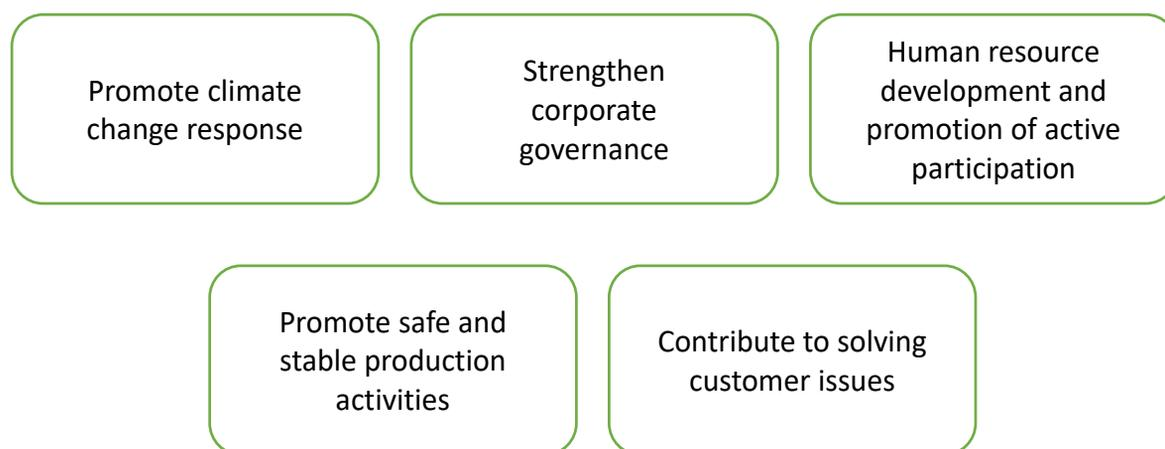 Promote climate
change response
Strengthen
corporate
governance
Human resource
development and
promotion of active
participation
Promote safe and
stable production
activities
Contribute to solving
customer issues